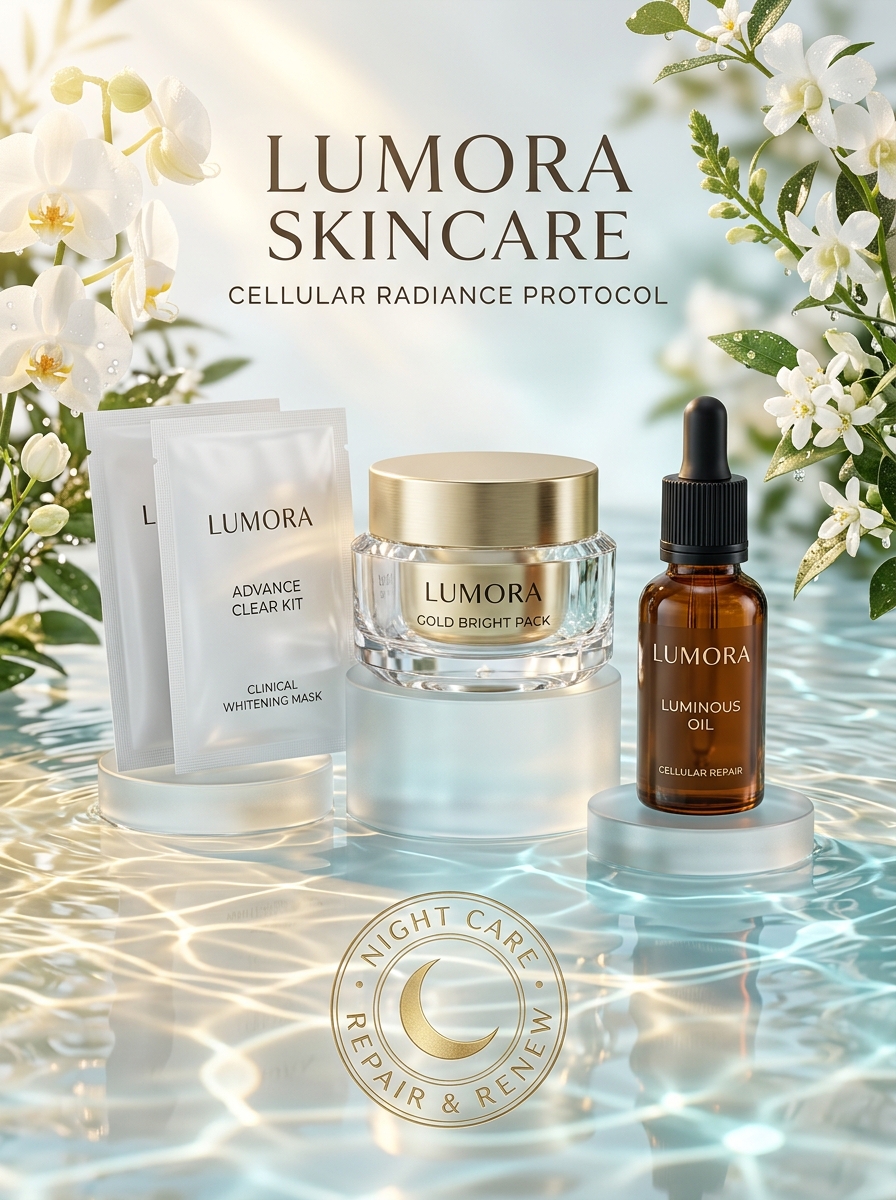 LUMORA
SKINCARE
CELLULAR RADIANCE PROTOCOL
L
LUMORA
ADVANCE
CLEAR KIT
CLINICAL
WHITENING MASK
LUMORA
GOLD BRIGHT PACK
LUMORA
LUMINOUS
OIL
CELLULAR REPAIR
NIGHT CARE
REPAIR & RENEW